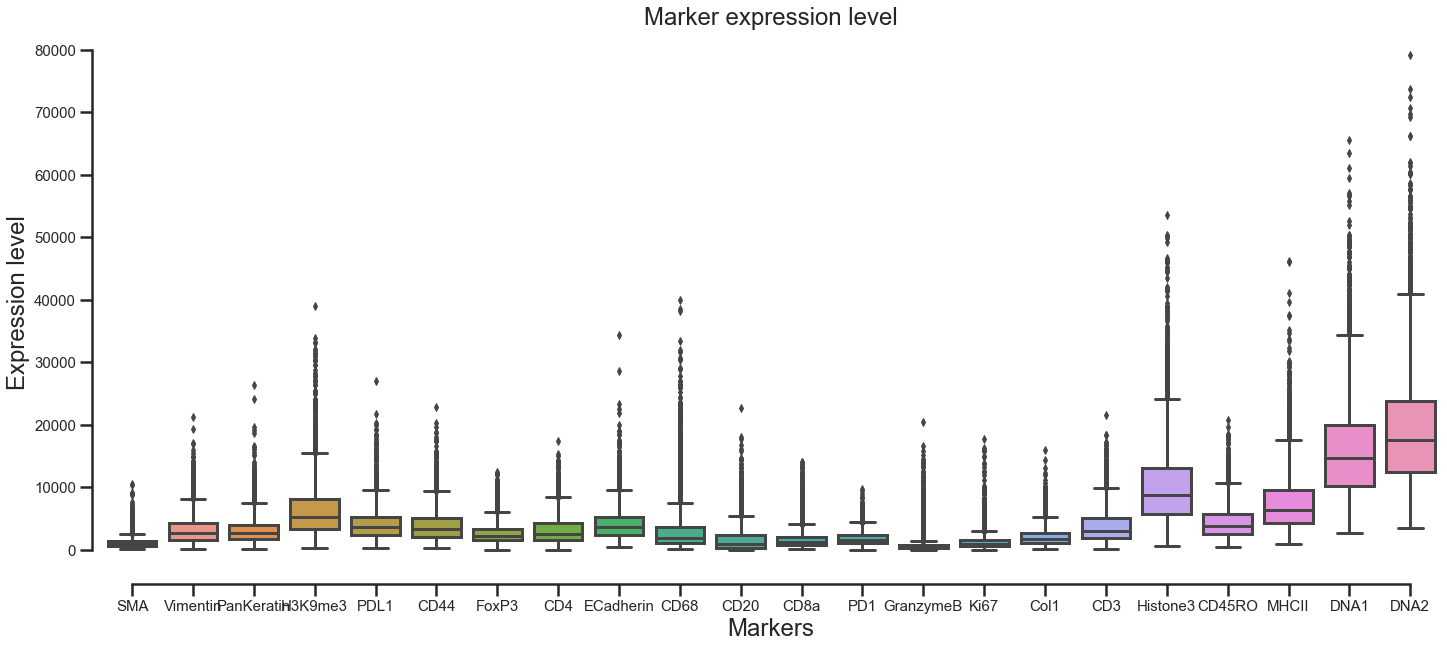 Marker expression level
80000
70000
60000
50000
40000
30000
20000
10000
0
Expression level
SMA Vimentin PanKeratin H3K9me3 PDL1 CD44 FoxP3 CD4 ECadherin CD68 CD20 CD8a PD1 GranzymeB Ki67 Col1 CD3 Histone3 CD45RO MHCII DNA1 DNA2
Markers